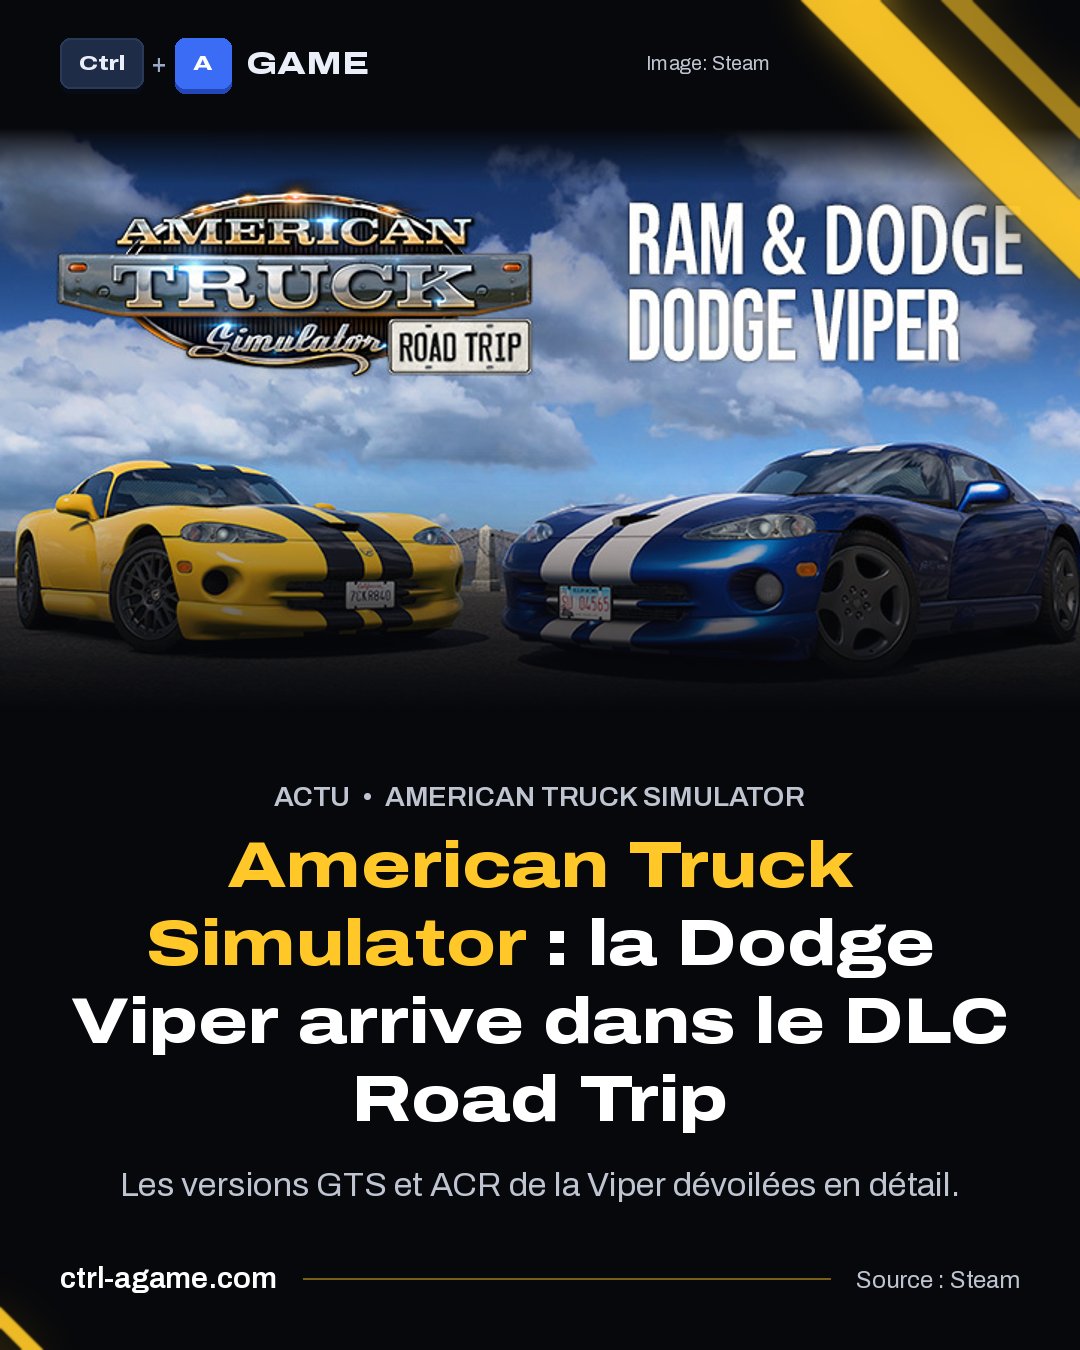 Ctrl + A GAME
Image: Steam
AMERICAN
TRUCK
Simulator
ROAD TRIP
RAM & DODGE
DODGE VIPER
7CKR840
04565
ACTU • AMERICAN TRUCK SIMULATOR
American Truck
Simulator : la Dodge
Viper arrive dans le DLC
Road Trip
Les versions GTS et ACR de la Viper dévoilées en détail.
ctrl-agame.com
Source : Steam